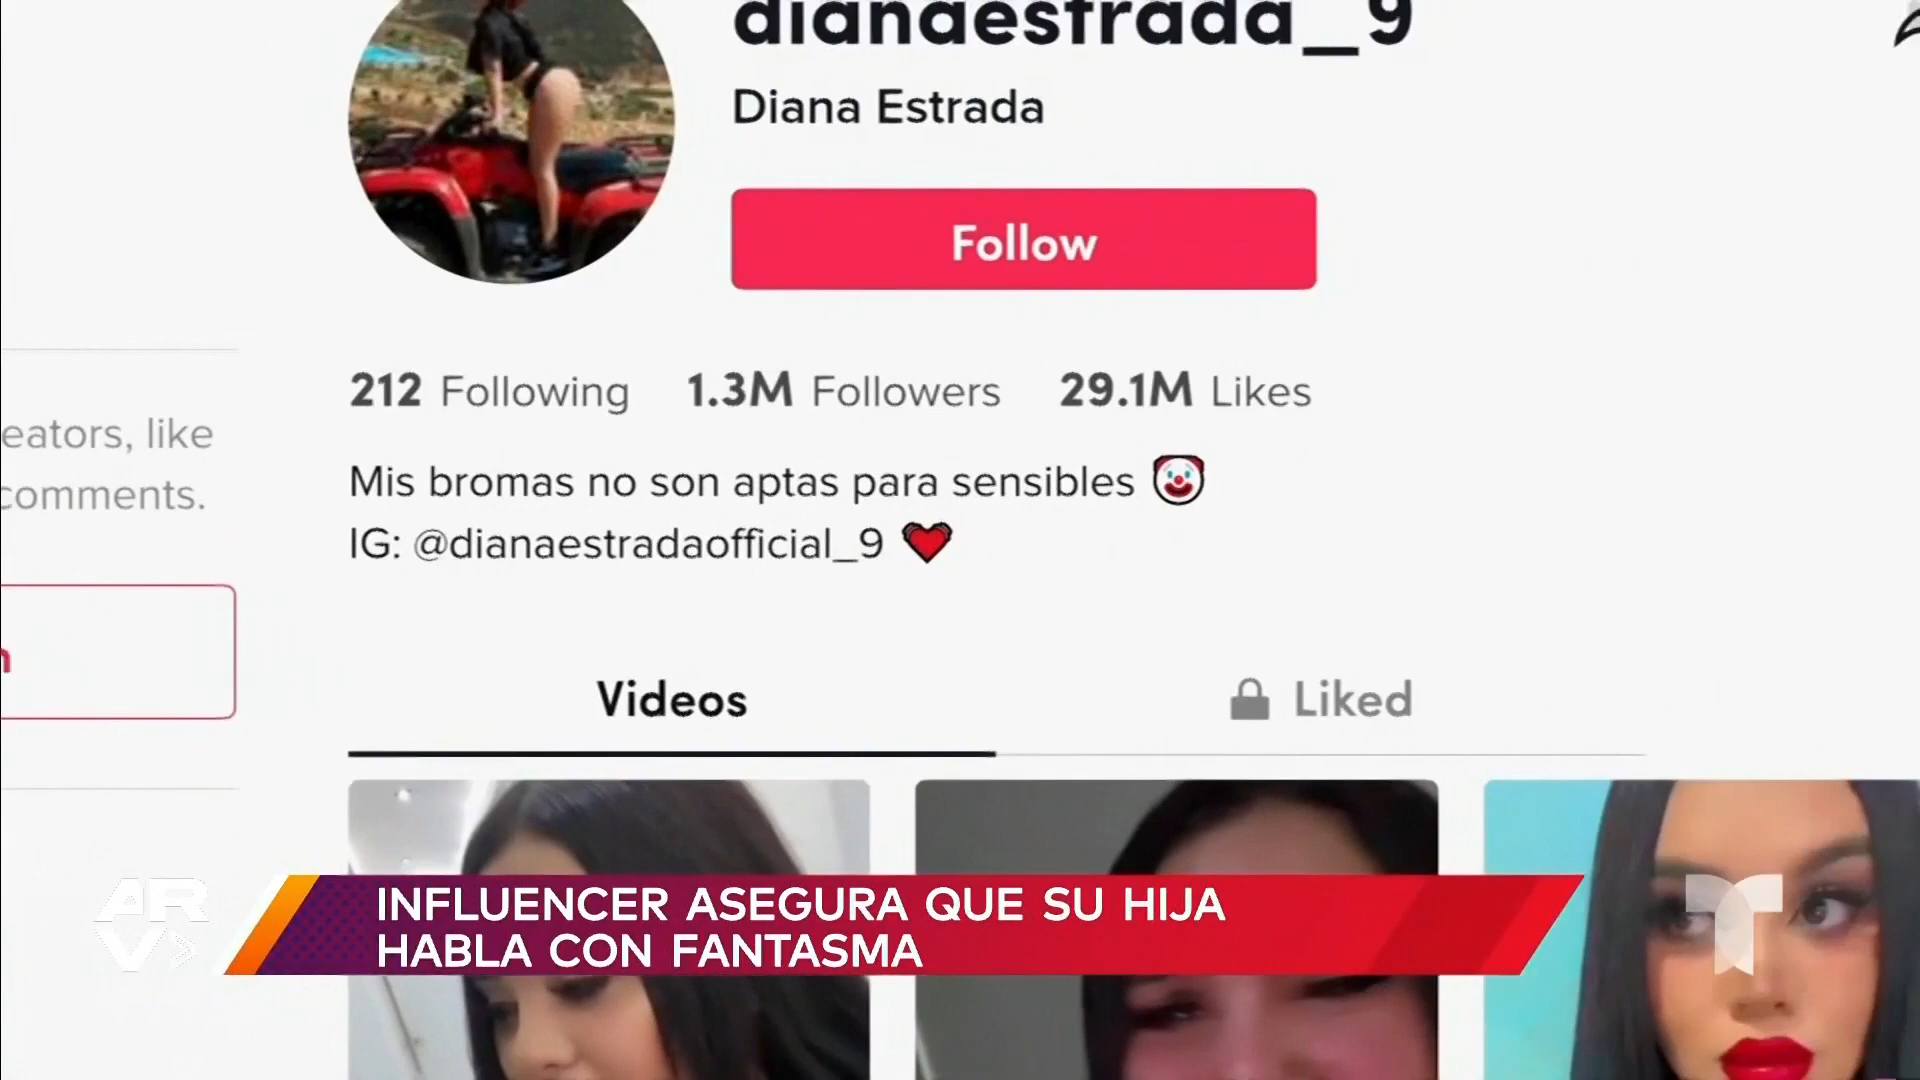 dianaestrada_9
Diana Estrada
Follow
212 Following 1.3M Followers 29.1M Likes
eators, like
comments.
Mis bromas no son aptas para sensibles
IG: @dianaestradaofficial_9
Videos
Liked
INFLUENCER ASEGURA QUE SU HIJA
HABLA CON FANTASMA
ARV
T